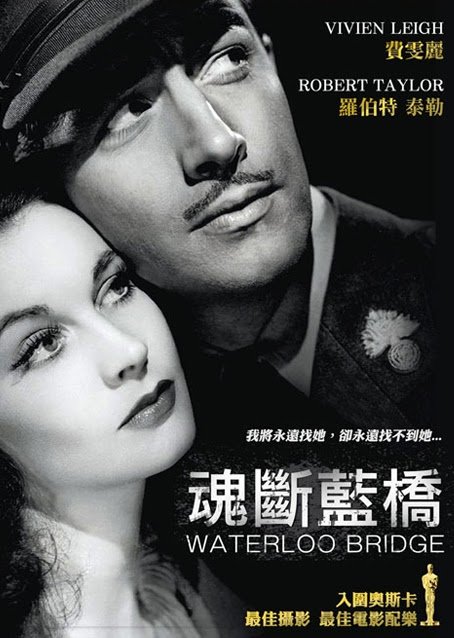 VIVIEN LEIGH
費雯麗
ROBERT TAYLOR
羅伯特 泰勒
我將永遠找她，卻永遠找不到她...
魂斷藍橋
WATERLOO BRIDGE
入圍奧斯卡
最佳攝影 最佳電影配樂